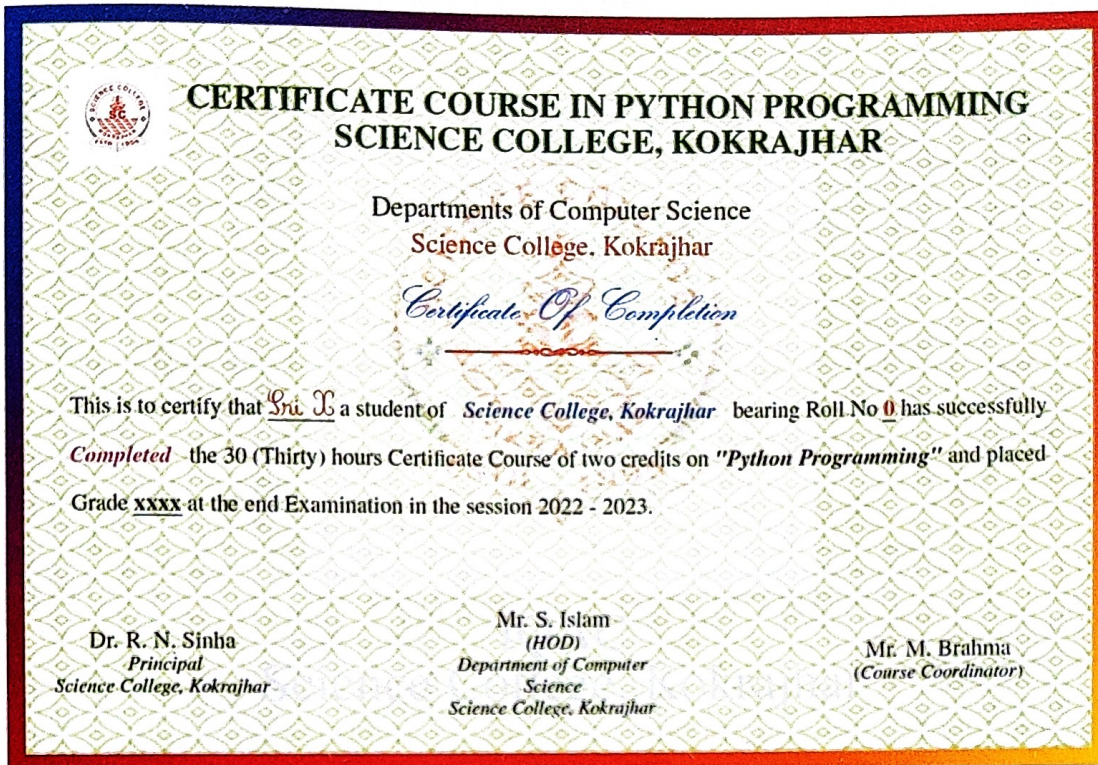 SCIENCE COLLEGE
CERTIFICATE COURSE IN PYTHON PROGRAMMING
SCIENCE COLLEGE, KOKRAJHAR
Departments of Computer Science
Science College, Kokrajhar
Certificate Of Completion
This is to certify that Sri X a student of Science College, Kokrajhar bearing Roll No 0 has successfully
Completed the 30 (Thirty) hours Certificate Course of two credits on "Python Programming" and placed
Grade xxxx at the end Examination in the session 2022 - 2023.
Dr. R. N. Sinha
Principal
Science College, Kokrajhar
Mr. S. Islam
(HOD)
Department of Computer
Science
Science College, Kokrajhar
Mr. M. Brahma
(Course Coordinator)